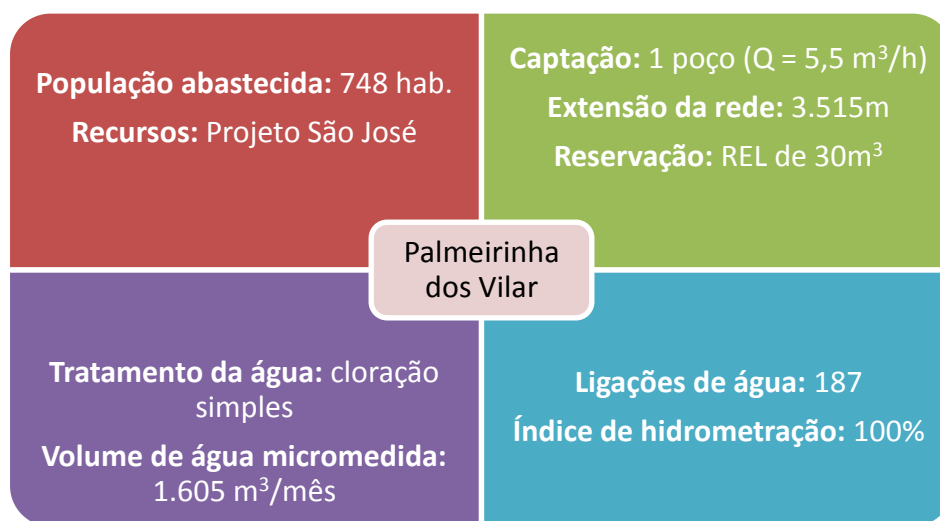 População abastecida: 748 hab.
Recursos: Projeto São José
Captação: 1 poço (Q = 5,5 m³/h)
Extensão da rede: 3.515m
Reservação: REL de 30m³
Palmeirinha
dos Vilar
Tratamento da água: cloração
simples
Volume de água micromedida:
1.605 m³/mês
Ligações de água: 187
Índice de hidrometração: 100%